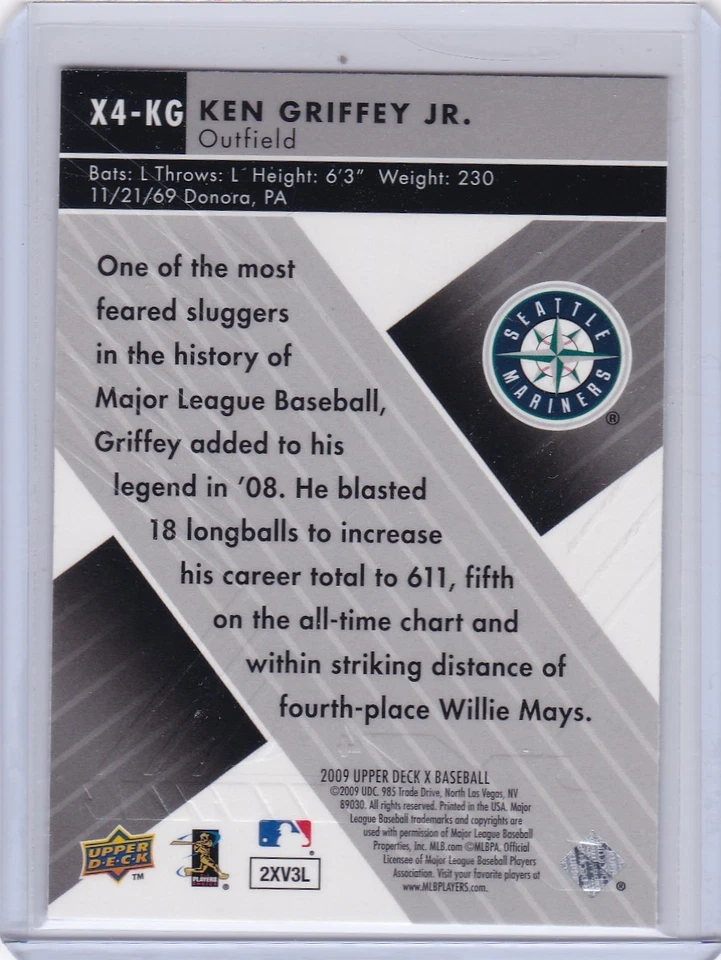 X4-KG KEN GRIFFEY JR.
Outfield
Bats: L Throws: L Height: 6'3" Weight: 230
11/21/69 Donora, PA
One of the most
feared sluggers
in the history of
Major League Baseball,
Griffey added to his
legend in '08. He blasted
18 longballs to increase
his career total to 611, fifth
on the all-time chart and
within striking distance of
fourth-place Willie Mays.
SEATTLE
MARINERS
®
2009 UPPER DECK X BASEBALL
©2009 UDC. 985 Trade Drive, North Las Vegas, NV
89030. All rights reserved. Printed in the USA. Major
League Baseball trademarks and copyrights are
used with permission of Major League Baseball
Properties, Inc. MLB.com ©MLBPA. Official
Licensee of Major League Baseball Players
Association. Visit your favorite players at
www.MLBPLAYERS.com.
UPPER
DECK
TM
PLAYERS
CHOICE
®
®
2XV3L
®